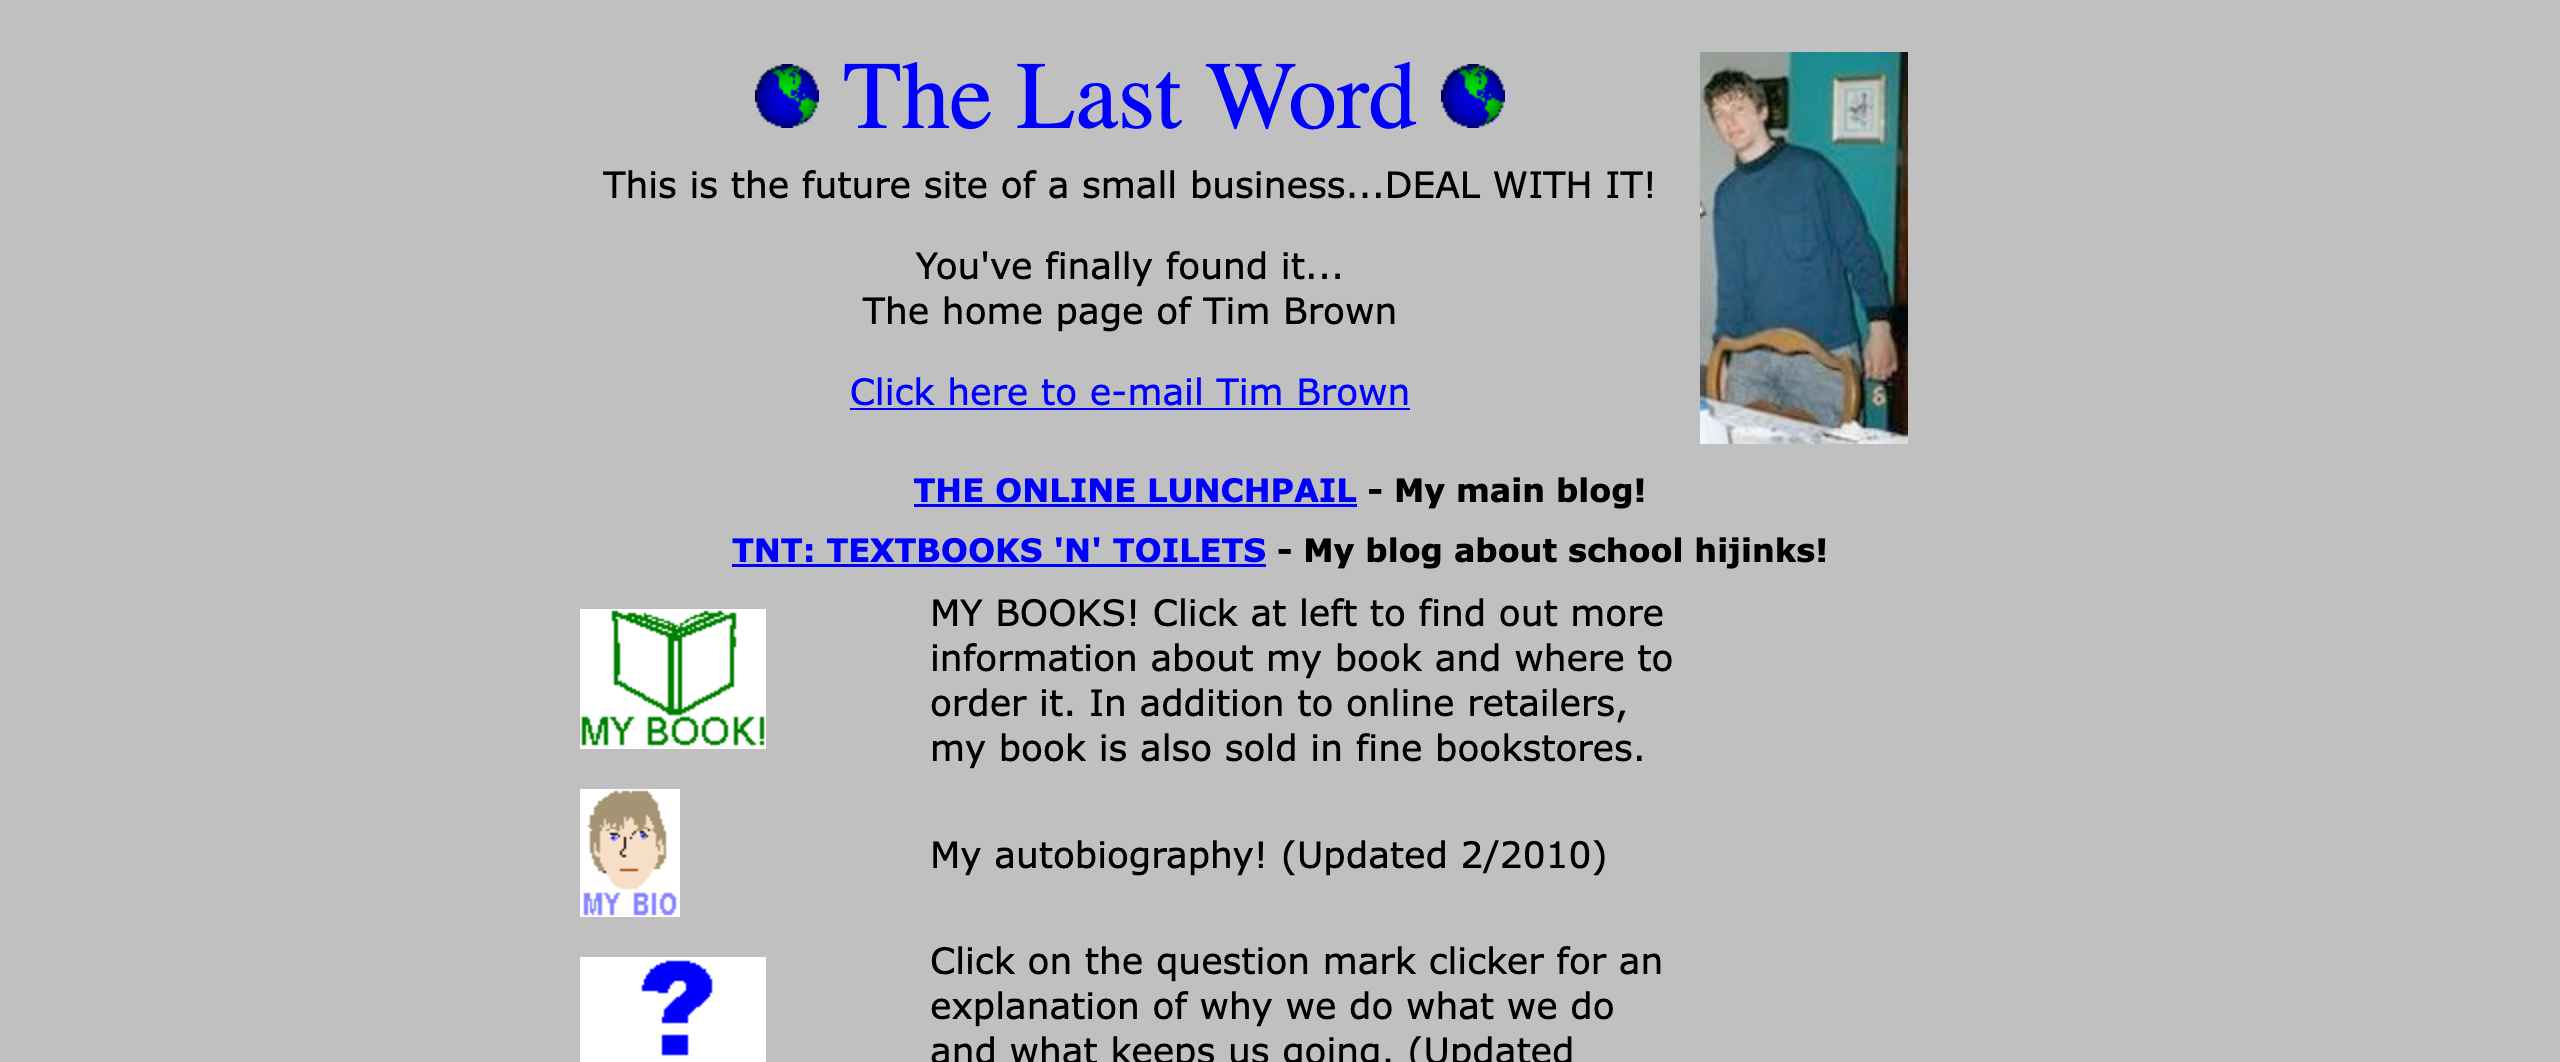 The Last Word
This is the future site of a small business...DEAL WITH IT!
You've finally found it...
The home page of Tim Brown
Click here to e-mail Tim Brown
THE ONLINE LUNCHPAIL - My main blog!
TNT: TEXTBOOKS 'N' TOILETS - My blog about school hijinks!
MY BOOK!
MY BOOKS! Click at left to find out more
information about my book and where to
order it. In addition to online retailers,
my book is also sold in fine bookstores.
MY BIO
My autobiography! (Updated 2/2010)
?
Click on the question mark clicker for an
explanation of why we do what we do
and what keeps us going. (Updated